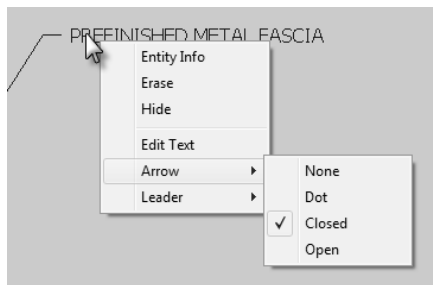 PREFINISHED METAL FASCIA
Entity Info
Erase
Hide
Edit Text
Arrow
Leader
None
Dot
Closed
Open